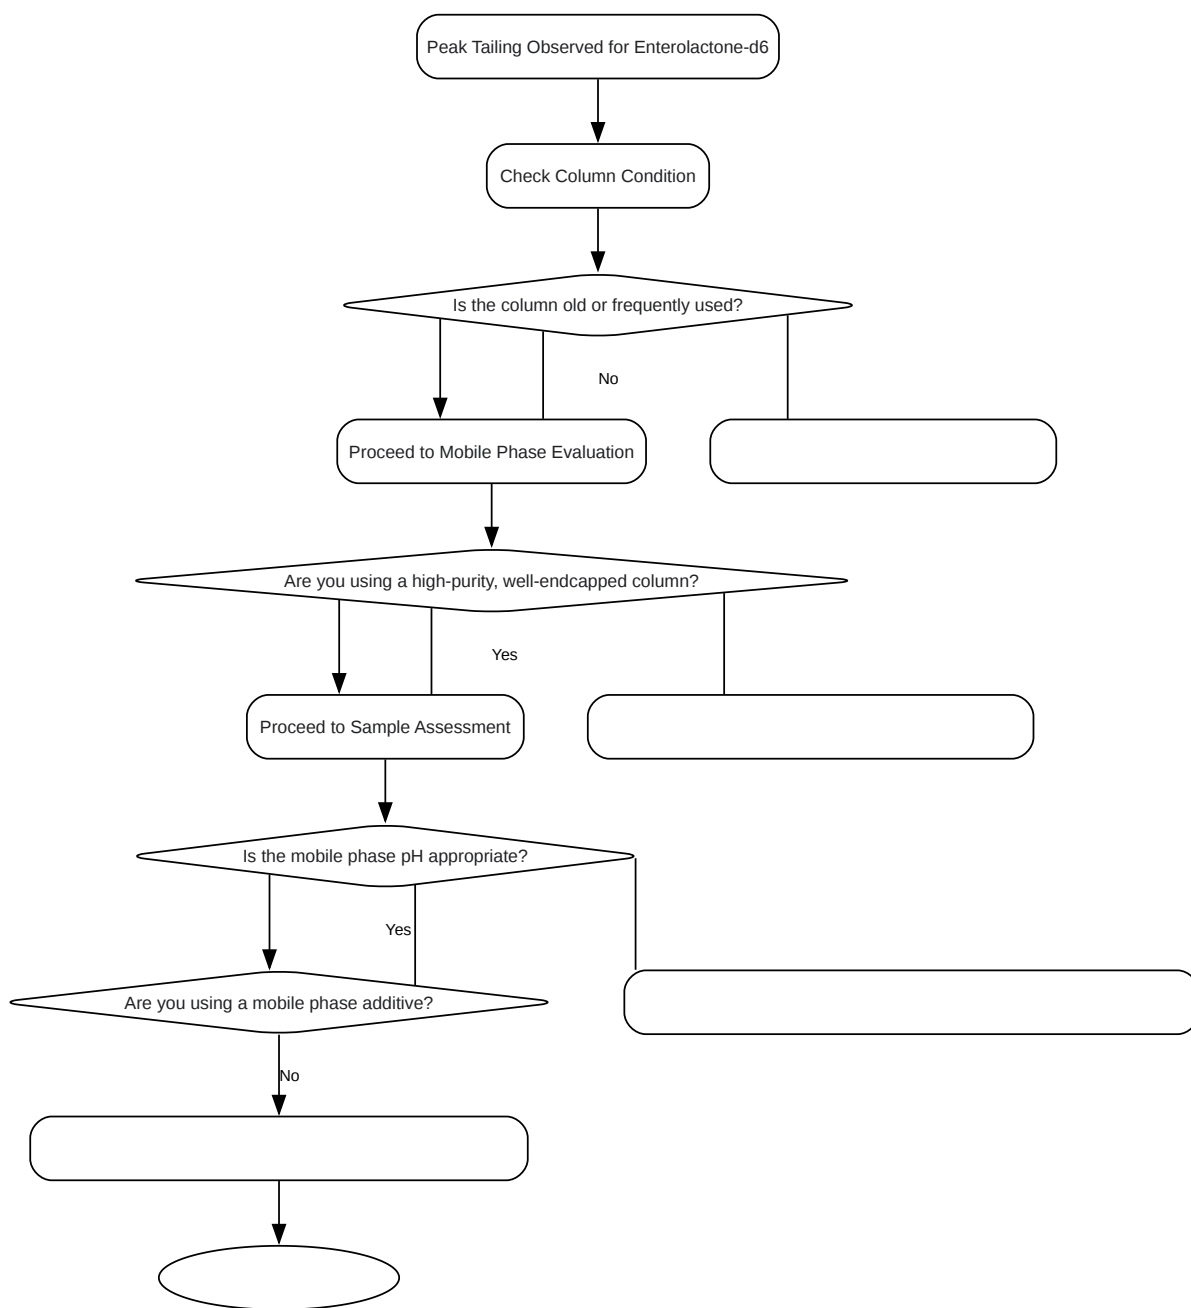 Peak Tailing Observed for Enterolactone-d6
Check Column Condition
Is the column old or frequently used?
No
Proceed to Mobile Phase Evaluation
Are you using a high-purity, well-endcapped column?
Yes
Proceed to Sample Assessment
Is the mobile phase pH appropriate?
Yes
Are you using a mobile phase additive?
No